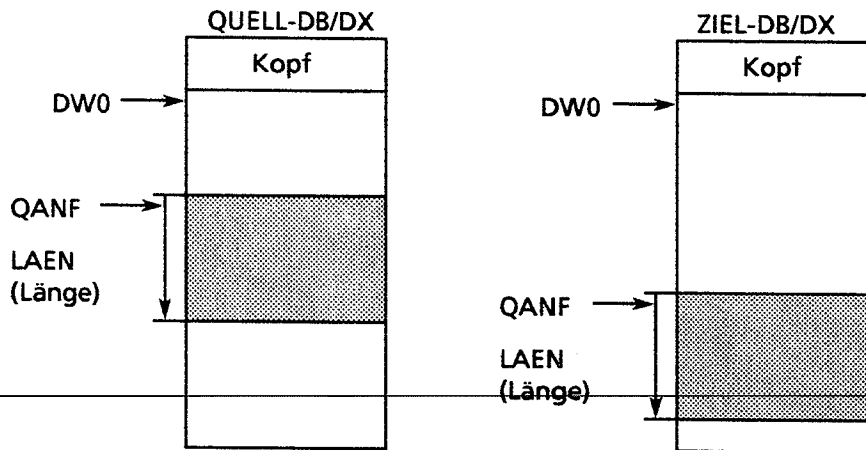 QUELL-DB/DX
Kopf
DW0
QANF
LAEN
(Länge)
ZIEL-DB/DX
Kopf
DW0
QANF
LAEN
(Länge)